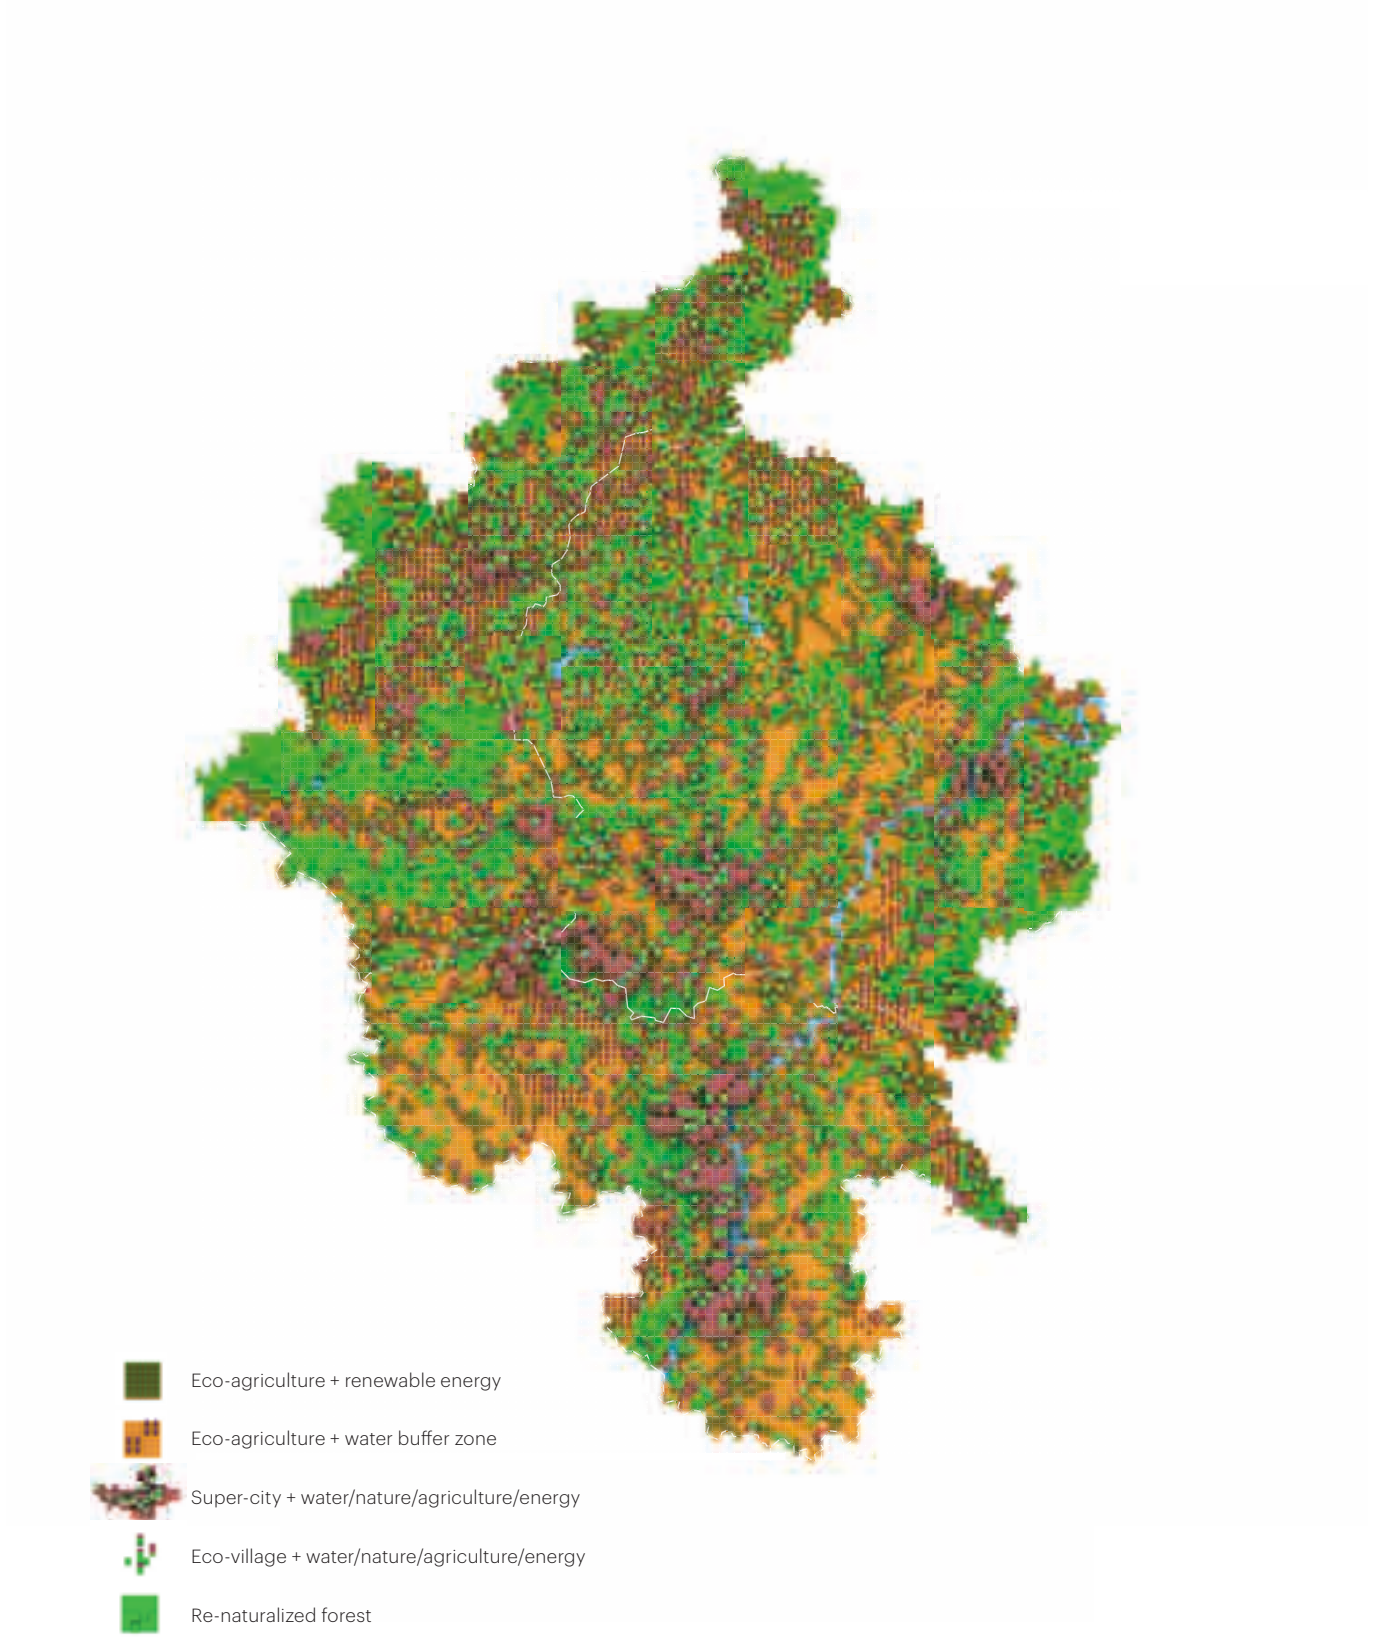 Eco-agriculture + renewable energy
Eco-agriculture + water buffer zone
Super-city + water/nature/agriculture/energy
Eco-village + water/nature/agriculture/energy
Re-naturalized forest